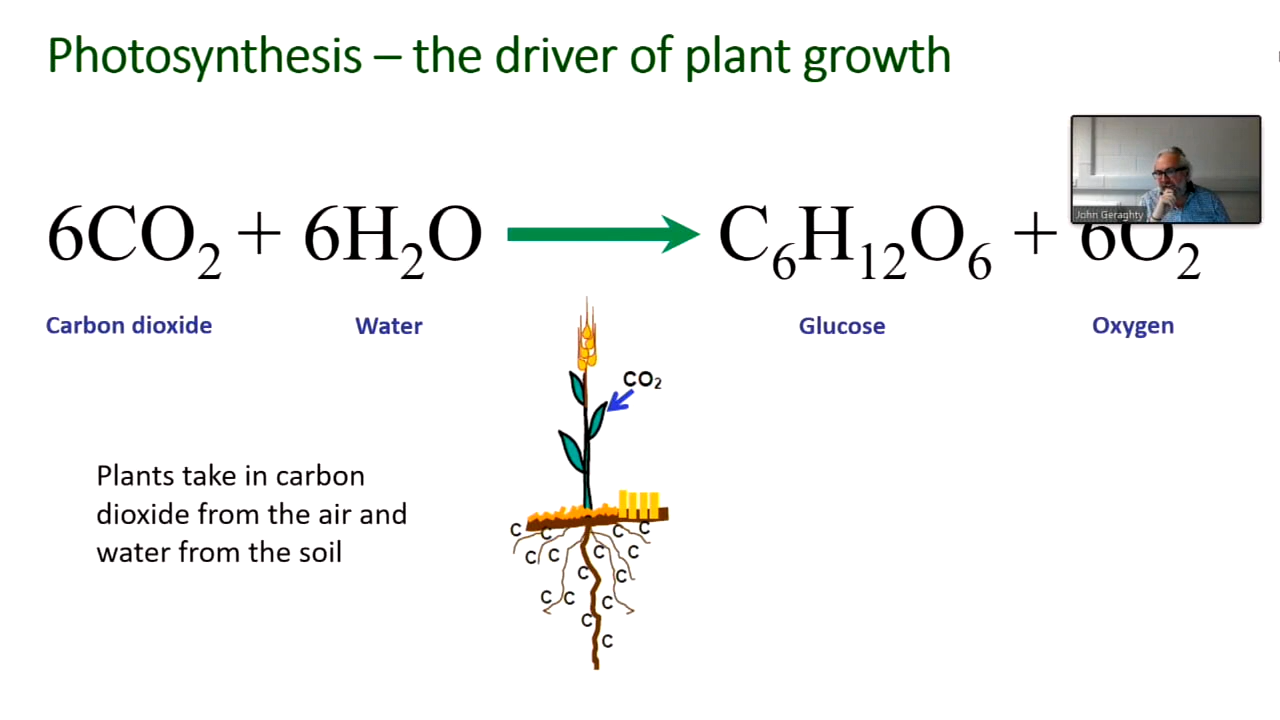 Photosynthesis – the driver of plant growth
John Geraghty
6CO₂ + 6H₂O → C₆H₁₂O₆ + 6O₂
Carbon dioxide Water Glucose Oxygen
CO₂
Plants take in carbon
dioxide from the air and
water from the soil
C C C C
C C C C
C C
C C C
C
C